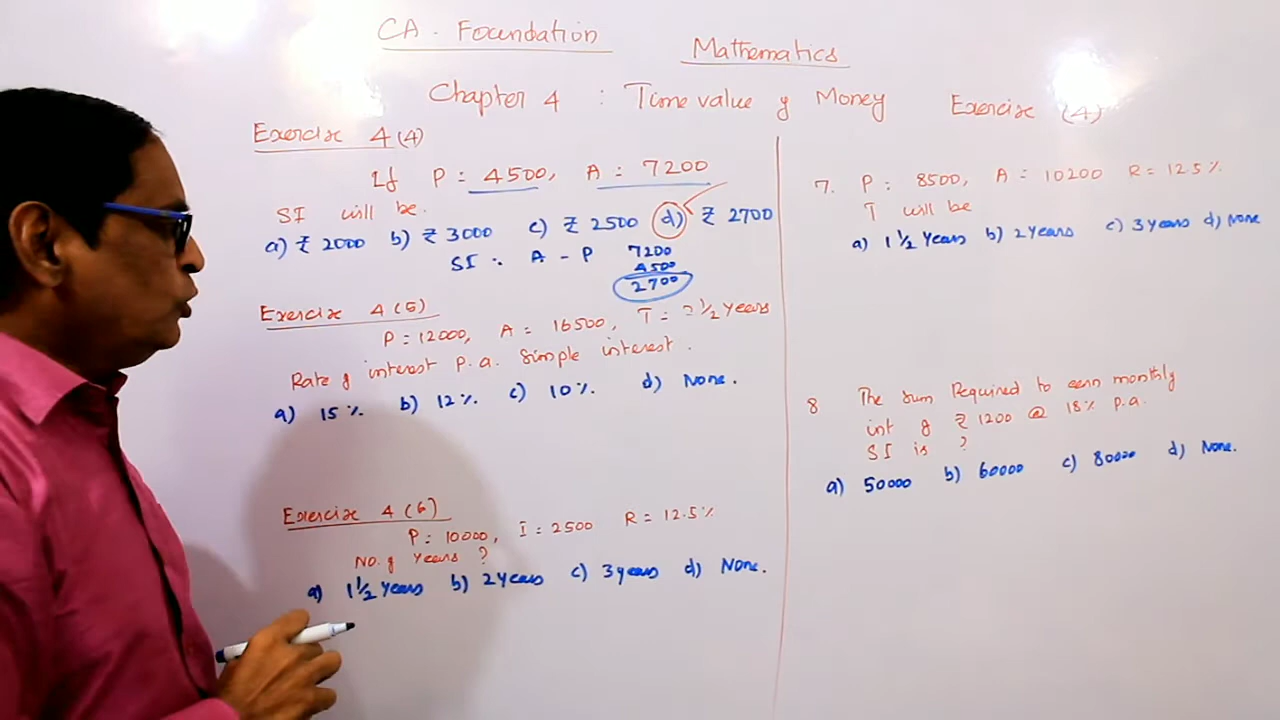 CA. Foundation
Mathematics
Chapter 4 : Time value of Money Exercise (4)
Exercise 4 (4)
If P = 4500, A = 7200
SI will be.
a) ₹ 2000 b) ₹ 3000 c) ₹ 2500 d) ₹ 2700
SI : A - P 7200
4500
2700
Exercise 4 (5)
P = 12000, A = 16500, T = 2 1/2 years
Rate of interest P.a. Simple interest.
a) 15 % b) 12 % c) 10 % d) None.
Exercise 4 (6)
P = 10000, I = 2500 R = 12.5 %
No. of years ?
a) 1 1/2 years b) 2 years c) 3 years d) None.
7. P = 8500, A = 10200 R = 12.5 %
T will be
a) 1 1/2 Years b) 2 years c) 3 years d) None
8 The sum Required to earn monthly
int of ₹ 1200 @ 18% p.a.
SI is ?
a) 50000 b) 60000 c) 80000 d) None.